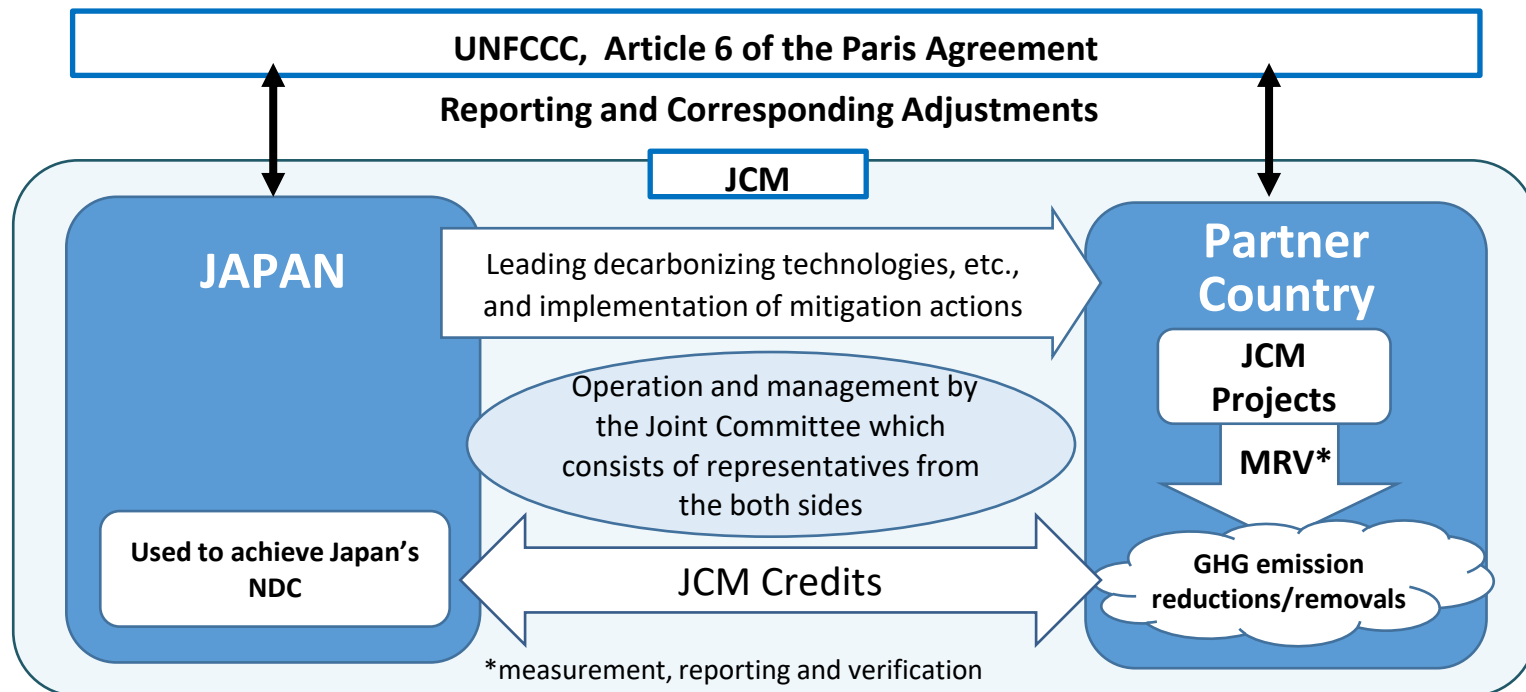 UNFCCC, Article 6 of the Paris Agreement
Reporting and Corresponding Adjustments
JCM
JAPAN
Leading decarbonizing technologies, etc.,
and implementation of mitigation actions
Partner
Country
JCM
Projects
MRV*
Operation and management by
the Joint Committee which
consists of representatives from
the both sides
Used to achieve Japan’s
NDC
JCM Credits
GHG emission
reductions/removals
*measurement, reporting and verification